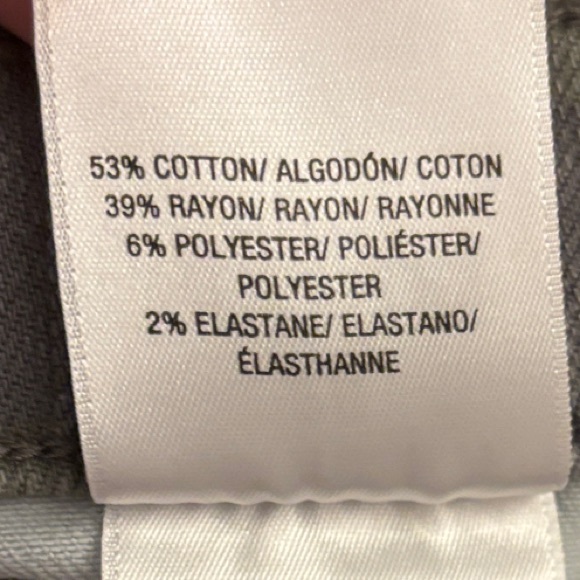 53% COTTON/ ALGODÓN/ COTON
39% RAYON/ RAYON/ RAYONNE
6% POLYESTER/ POLIÉSTER/
POLYESTER
2% ELASTANE/ ELASTANO/
ÉLASTHANNE